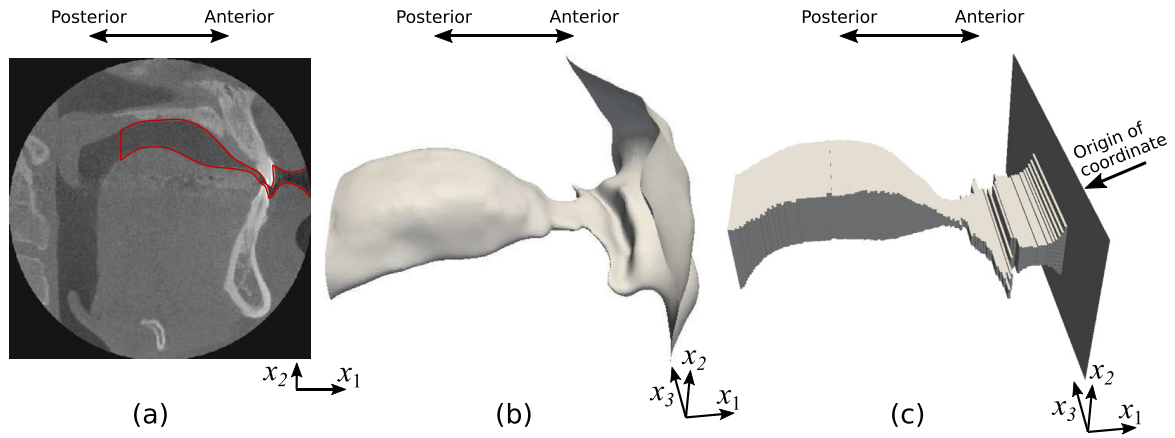 Posterior Anterior
Posterior Anterior
Posterior Anterior
Origin of
coordinate
x2 x1
x3 x2 x1
x3 x2 x1
(a) (b) (c)